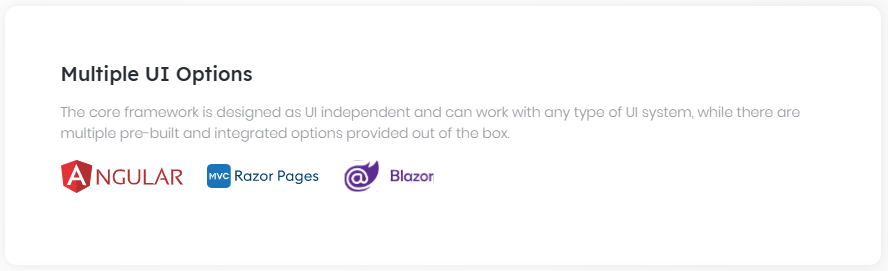 Multiple UI Options
The core framework is designed as UI independent and can work with any type of UI system, while there are
multiple pre-built and integrated options provided out of the box.
ANGULAR MVC Razor Pages @ Blazor